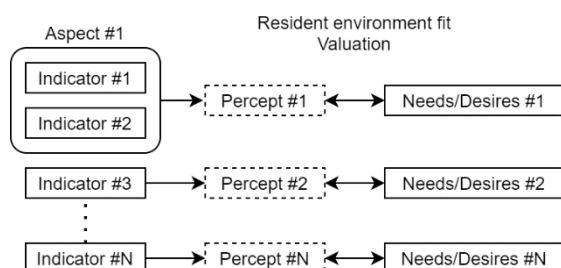 Aspect #1
Resident environment fit
Valuation
Indicator #1
Indicator #2
Percept #1
Needs/Desires #1
Indicator #3
Percept #2
Needs/Desires #2
Indicator #N
Percept #N
Needs/Desires #N